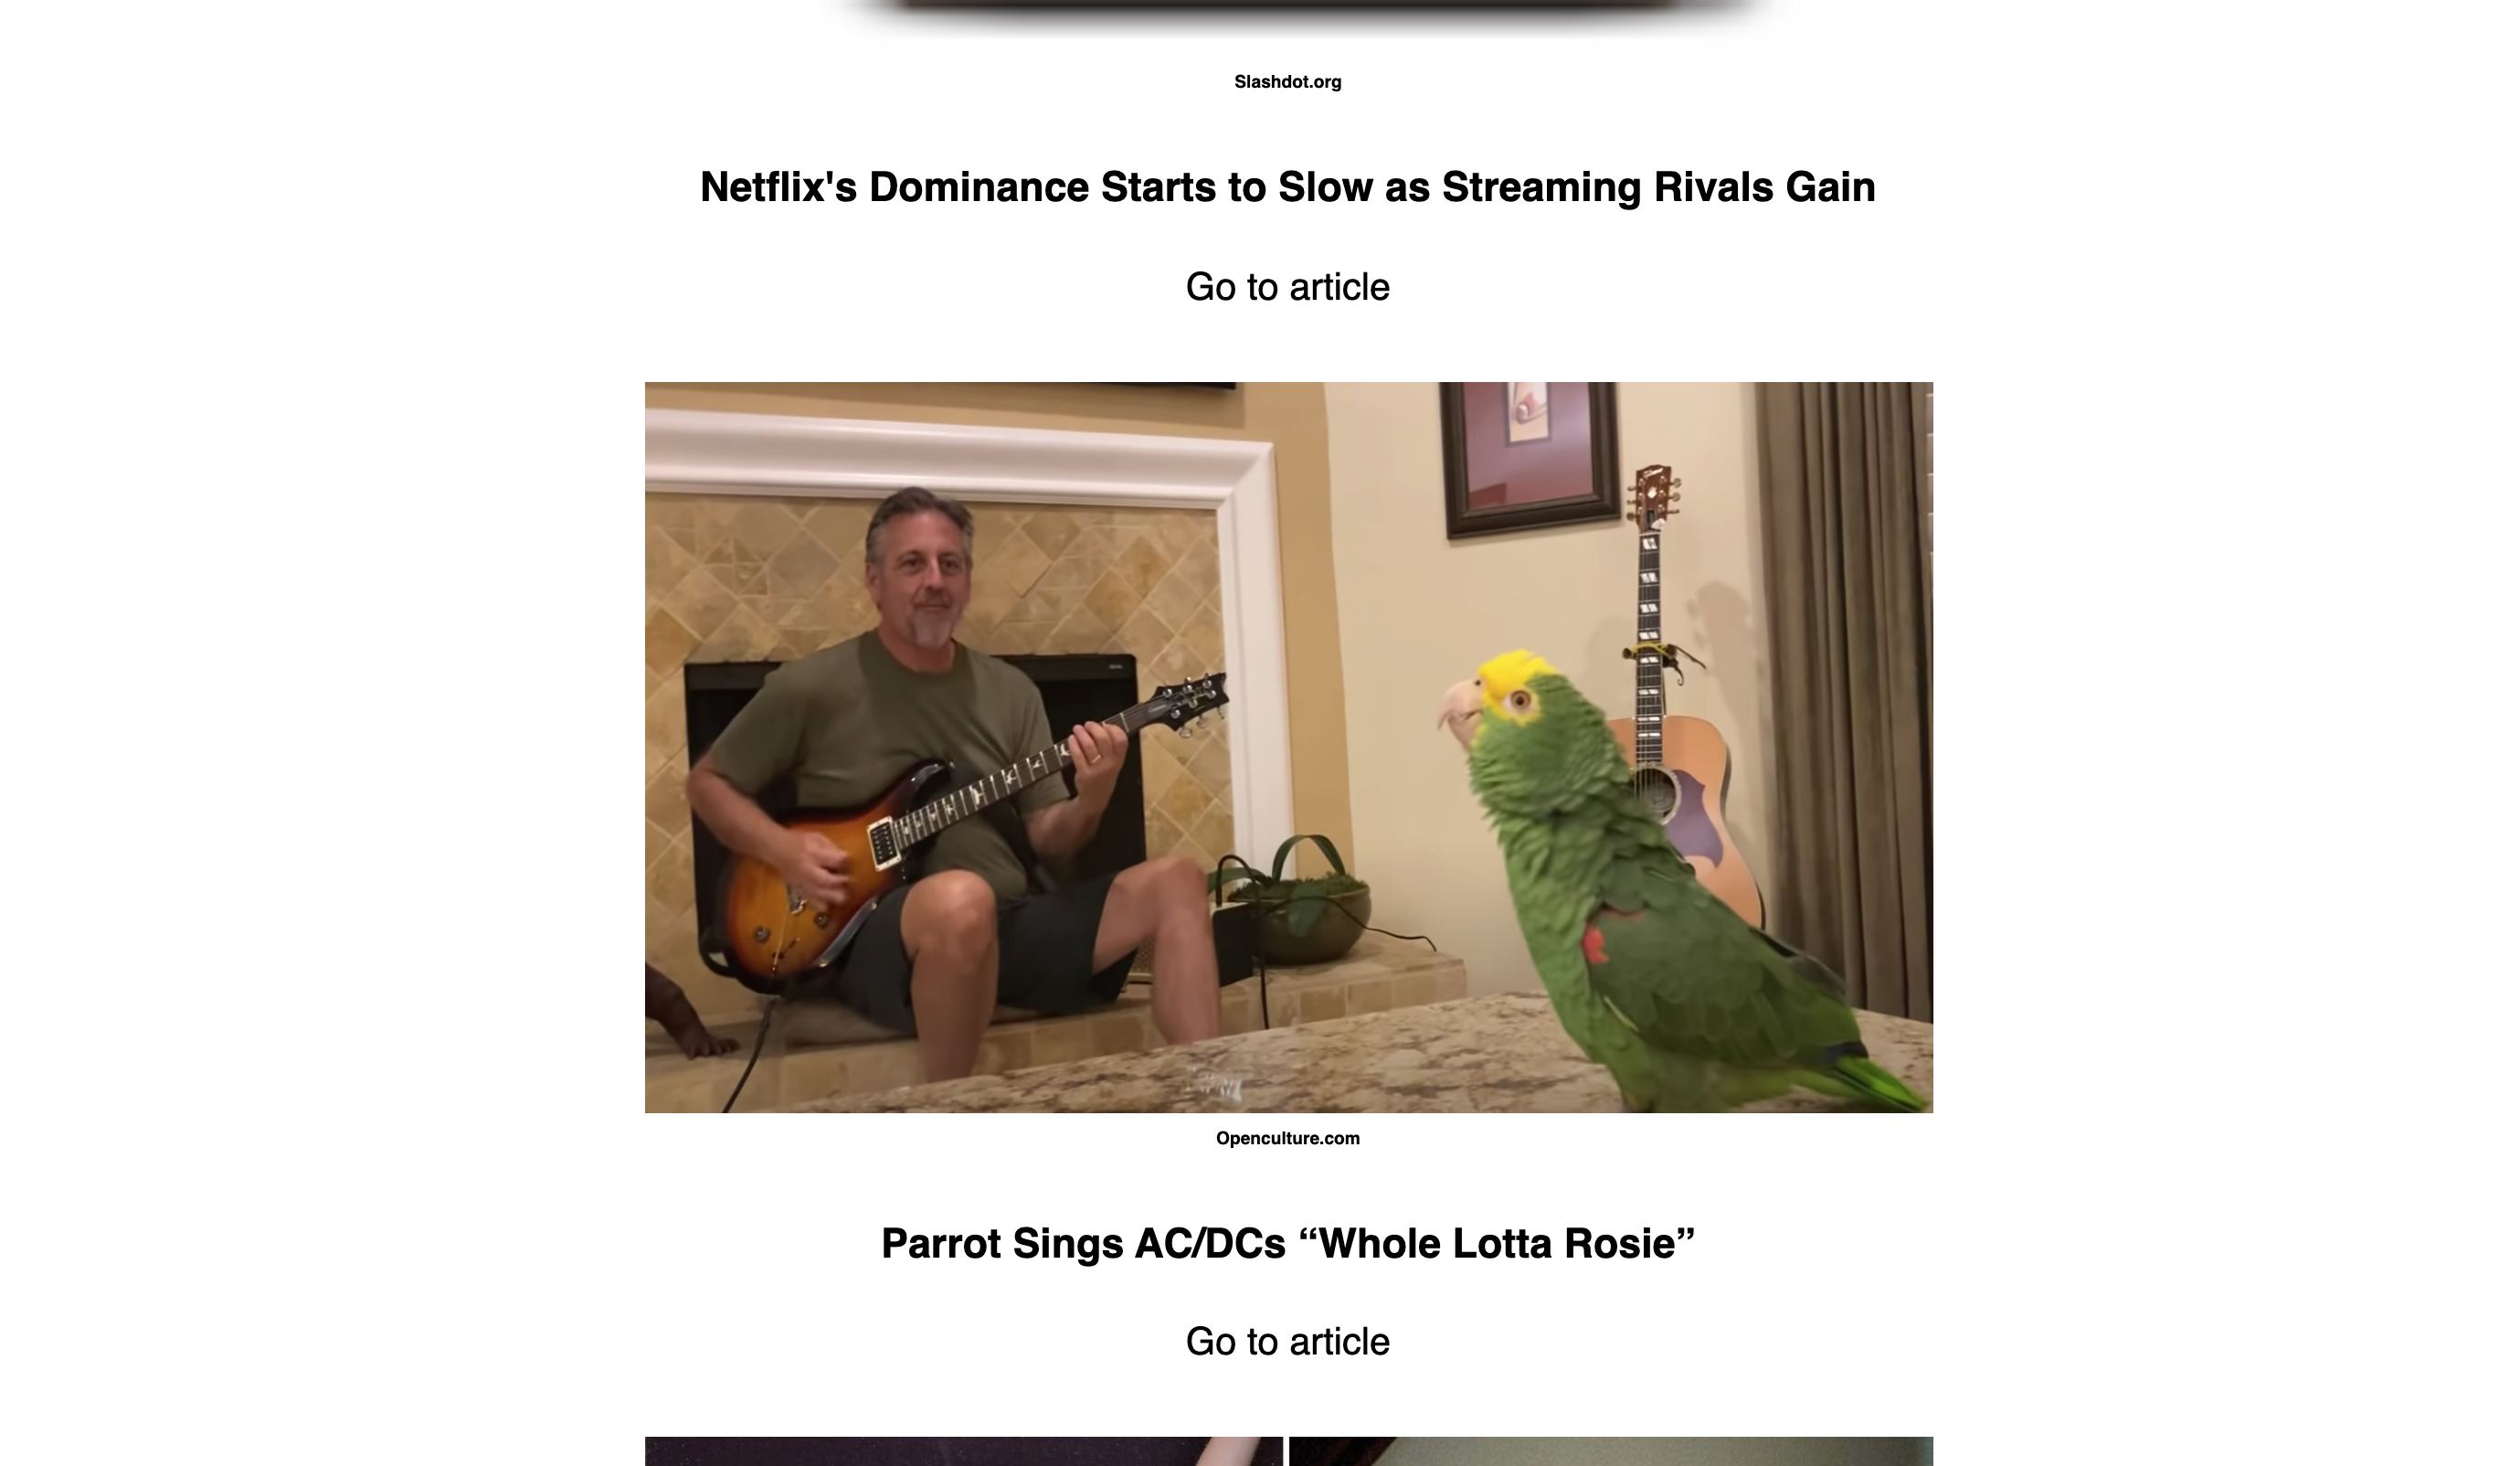 Slashdot.org
Netflix's Dominance Starts to Slow as Streaming Rivals Gain
Go to article
Openculture.com
Parrot Sings AC/DCs “Whole Lotta Rosie”
Go to article